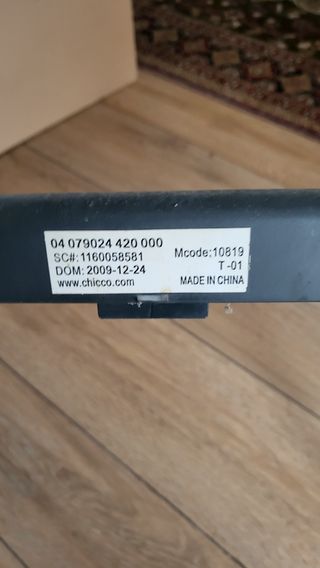 04 079024 420 000
SC#: 1160058581
DOM: 2009-12-24
www.chicco.com
Mcode:10819
T-01
MADE IN CHINA